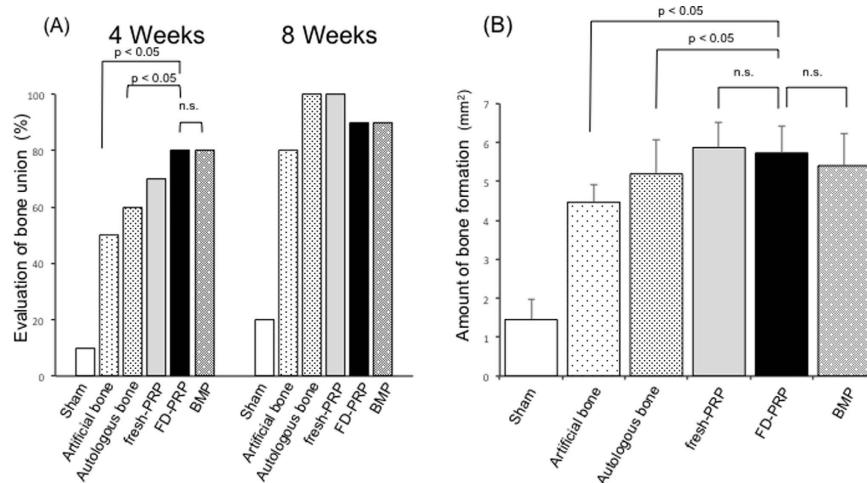 (A)
4 Weeks
8 Weeks
p < 0.05
p < 0.05
n.s.
Evaluation of bone union (%)
100
80
60
40
20
0
Sham
Artificial bone
Autologous bone
fresh-PRP
FD-PRP
BMP
Sham
Artificial bone
Autologous bone
fresh-PRP
FD-PRP
BMP
(B)
p < 0.05
p < 0.05
n.s.
n.s.
Amount of bone formation (mm²)
7
6
5
4
3
2
1
0
Sham
Artificial bone
Autologous bone
fresh-PRP
FD-PRP
BMP